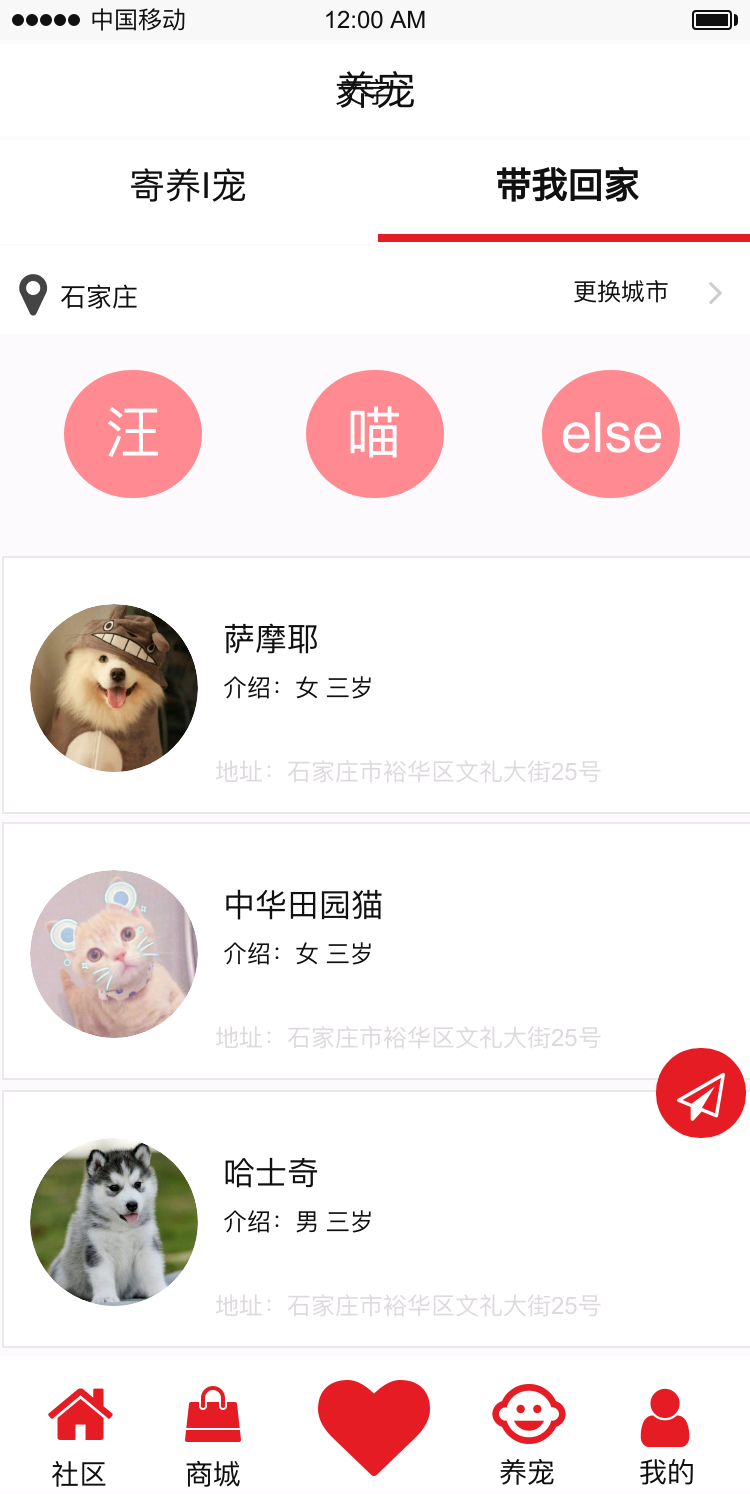 中国移动 12:00 AM
养宠
寄养I宠 带我回家
石家庄 更换城市
汪 喵 else
萨摩耶
介绍：女 三岁
地址：石家庄市裕华区文礼大街25号
中华田园猫
介绍：女 三岁
地址：石家庄市裕华区文礼大街25号
哈士奇
介绍：男 三岁
地址：石家庄市裕华区文礼大街25号
社区 商城 养宠 我的